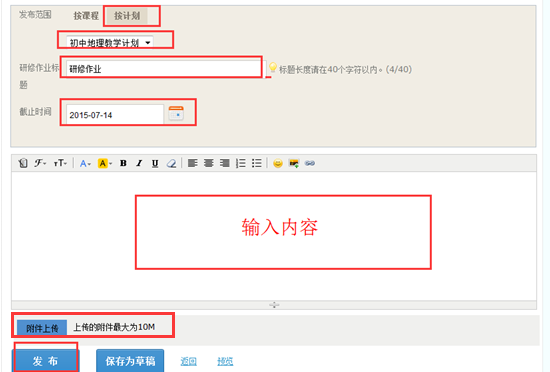 发布范围 按课程 按计划
初中地理教学计划
研修作业标题 研修作业 标题长度请在40个字符以内。(4/40)
截止时间 2015-07-14
输入内容
附件上传 上传的附件最大为10M
发 布 保存为草稿 返回 预览